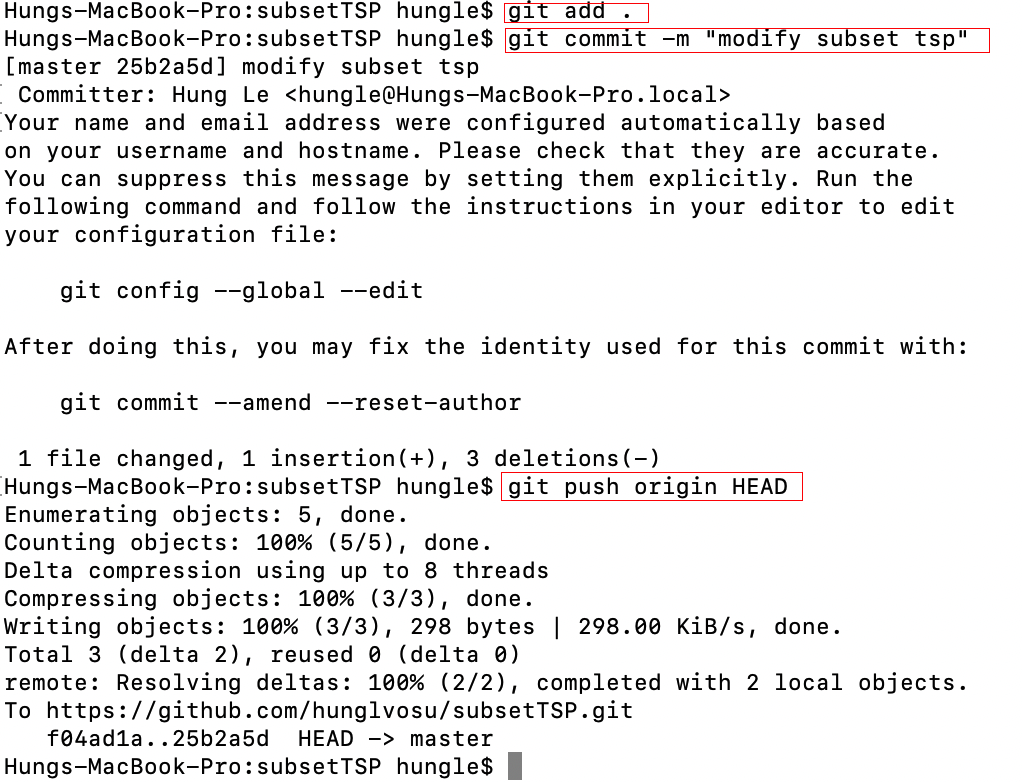 Hungs-MacBook-Pro:subsetTSP hungle$ git add .
Hungs-MacBook-Pro:subsetTSP hungle$ git commit -m "modify subset tsp"
[master 25b2a5d] modify subset tsp
 Committer: Hung Le <hungle@Hungs-MacBook-Pro.local>
Your name and email address were configured automatically based
on your username and hostname. Please check that they are accurate.
You can suppress this message by setting them explicitly. Run the
following command and follow the instructions in your editor to edit
your configuration file:

    git config --global --edit

After doing this, you may fix the identity used for this commit with:

    git commit --amend --reset-author

 1 file changed, 1 insertion(+), 3 deletions(-)
Hungs-MacBook-Pro:subsetTSP hungle$ git push origin HEAD
Enumerating objects: 5, done.
Counting objects: 100% (5/5), done.
Delta compression using up to 8 threads
Compressing objects: 100% (3/3), done.
Writing objects: 100% (3/3), 298 bytes | 298.00 KiB/s, done.
Total 3 (delta 2), reused 0 (delta 0)
remote: Resolving deltas: 100% (2/2), completed with 2 local objects.
To https://github.com/hunglvosu/subsetTSP.git
   f04ad1a..25b2a5d  HEAD -> master
Hungs-MacBook-Pro:subsetTSP hungle$